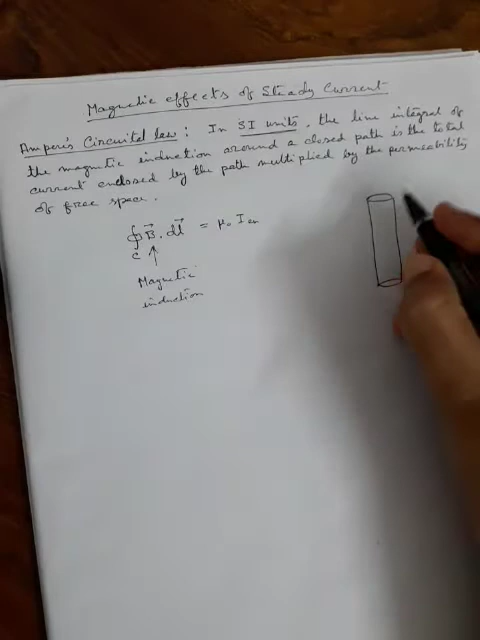 Magnetic effects of Steady Current
Ampere's Circuital law : In SI units, the line integral of
the magnetic induction around a closed path is the total
current enclosed by the path multiplied by the permeability
of free space.
∮ B⃗ . dl⃗ = μ₀ I en
c ↑
Magnetic
induction